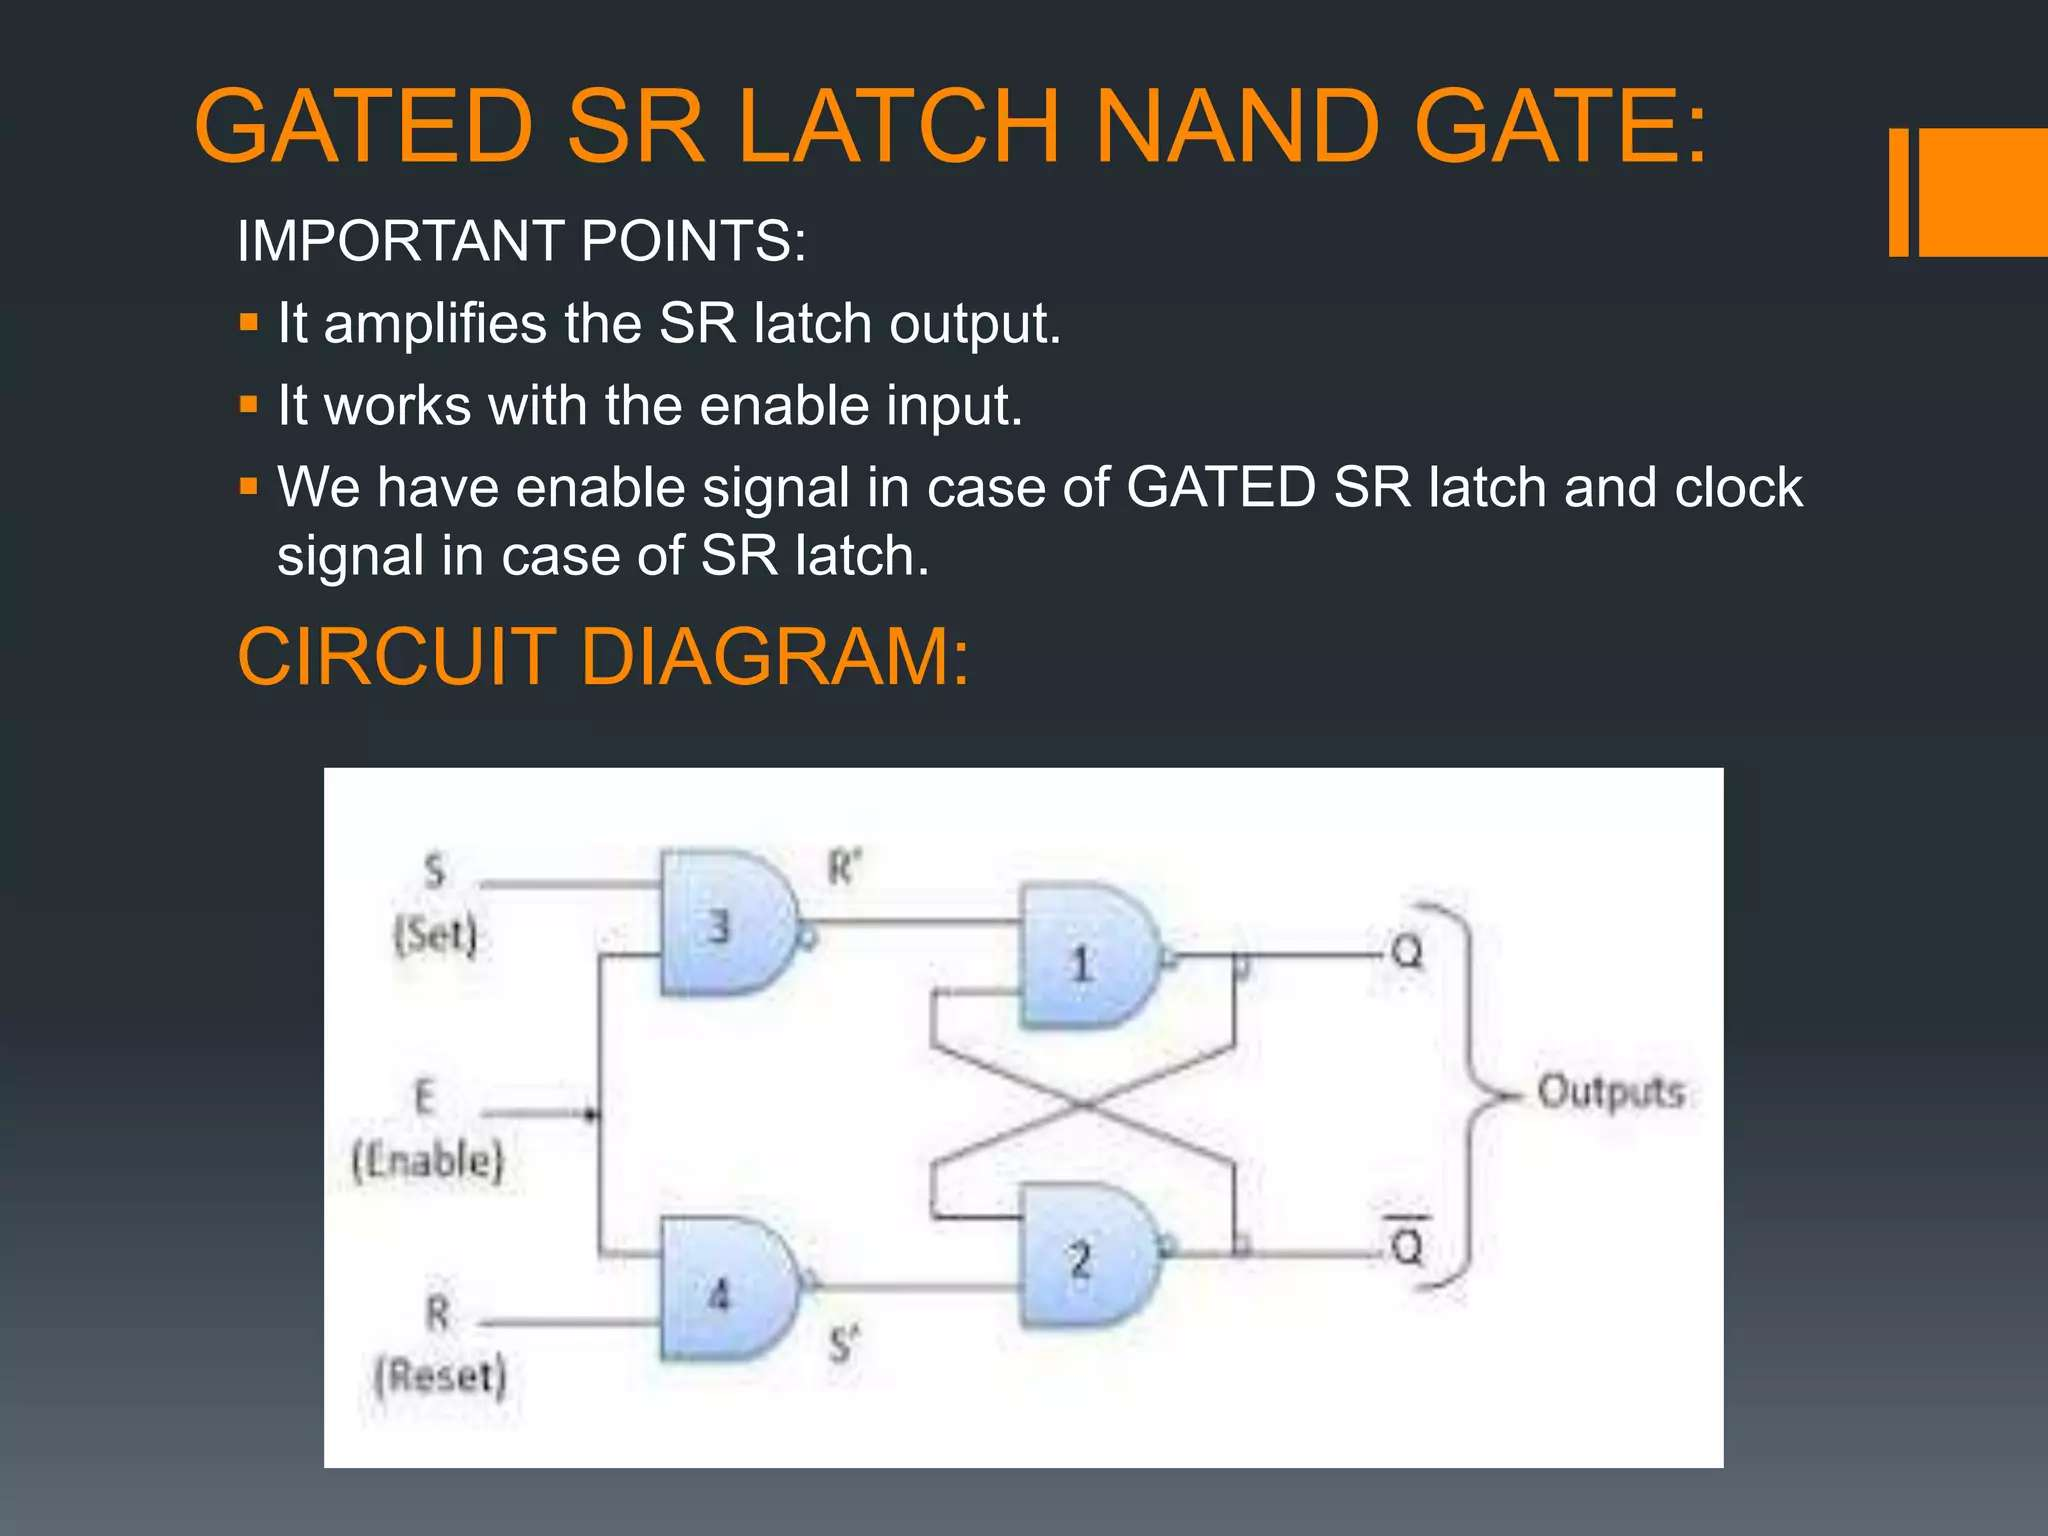 GATED SR LATCH NAND GATE:
IMPORTANT POINTS:
▪ It amplifies the SR latch output.
▪ It works with the enable input.
▪ We have enable signal in case of GATED SR latch and clock
signal in case of SR latch.
CIRCUIT DIAGRAM:
S
(Set)
3
R'
1
Q
E
(Enable)
Outputs
R
(Reset)
4
S'
2
Q̅